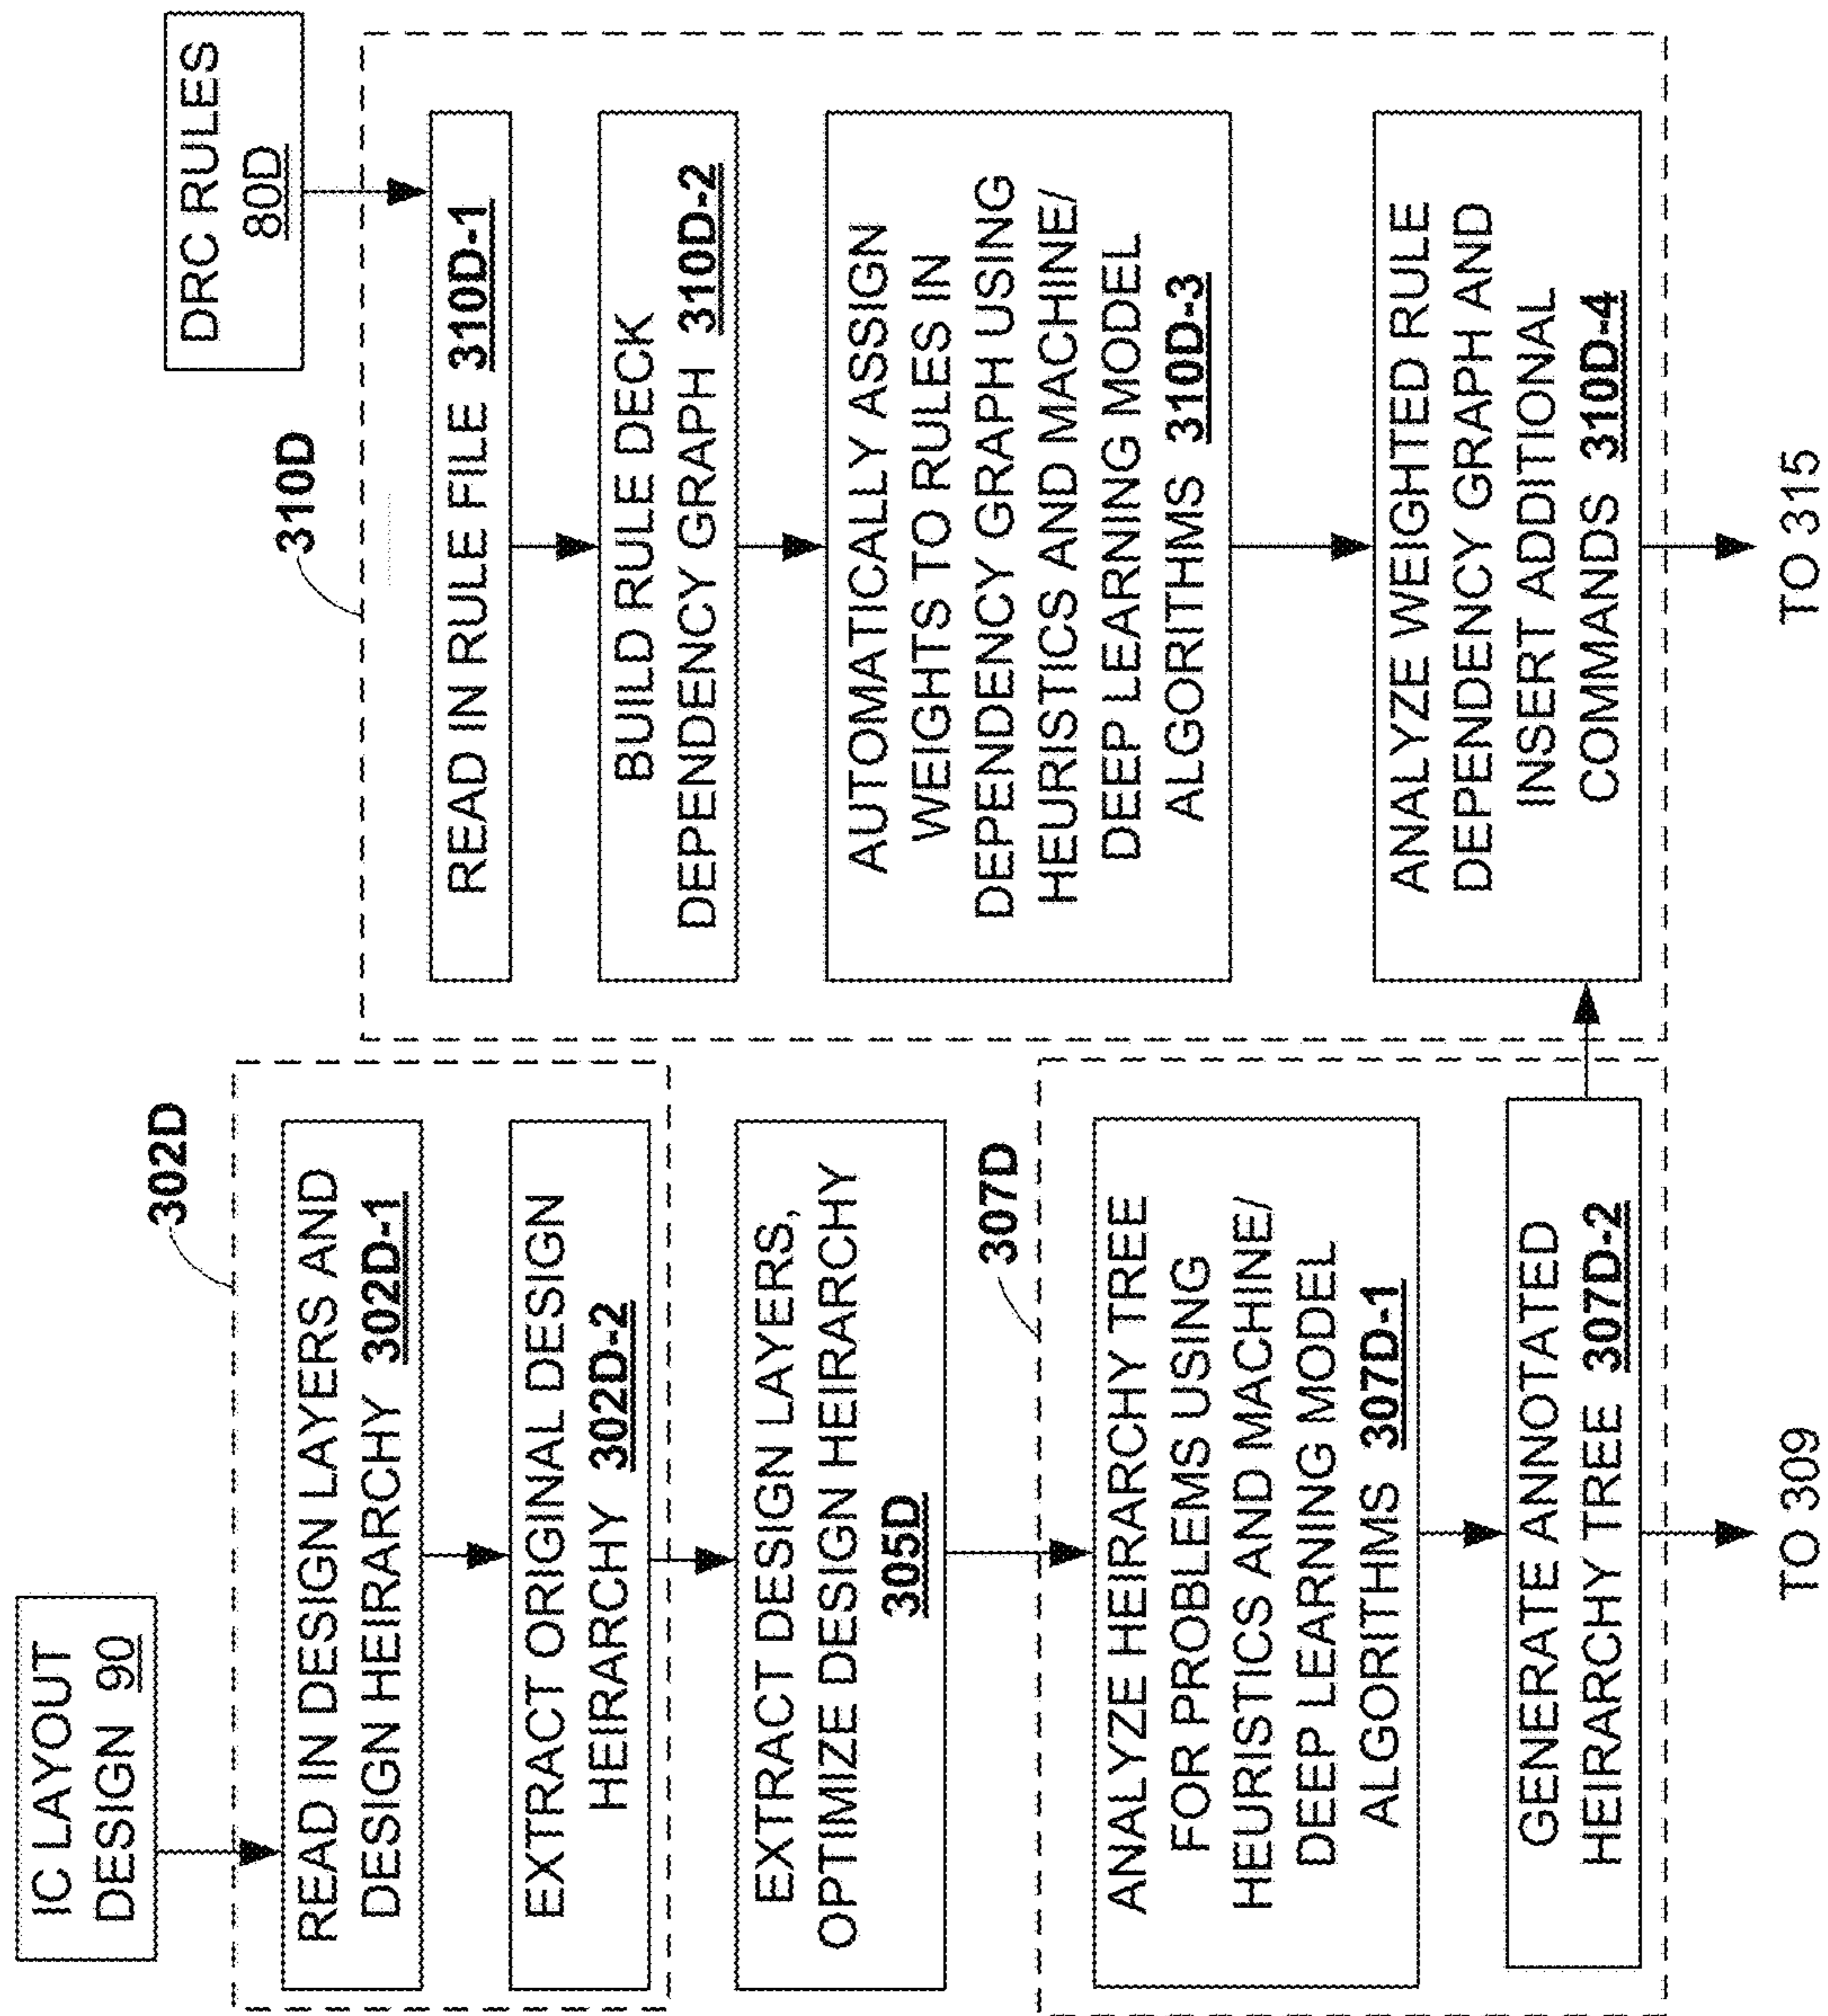 IC LAYOUT
DESIGN 90
302D
READ IN DESIGN LAYERS AND
DESIGN HEIRARCHY 302D-1
EXTRACT ORIGINAL DESIGN
HEIRARCHY 302D-2
EXTRACT DESIGN LAYERS,
OPTIMIZE DESIGN HEIRARCHY
305D
307D
ANALYZE HEIRARCHY TREE
FOR PROBLEMS USING
HEURISTICS AND MACHINE/
DEEP LEARNING MODEL
ALGORITHMS 307D-1
GENERATE ANNOTATED
HEIRARCHY TREE 307D-2
TO 309
DRC RULES
80D
310D
READ IN RULE FILE 310D-1
BUILD RULE DECK
DEPENDENCY GRAPH 310D-2
AUTOMATICALLY ASSIGN
WEIGHTS TO RULES IN
DEPENDENCY GRAPH USING
HEURISTICS AND MACHINE/
DEEP LEARNING MODEL
ALGORITHMS 310D-3
ANALYZE WEIGHTED RULE
DEPENDENCY GRAPH AND
INSERT ADDITIONAL
COMMANDS 310D-4
TO 315